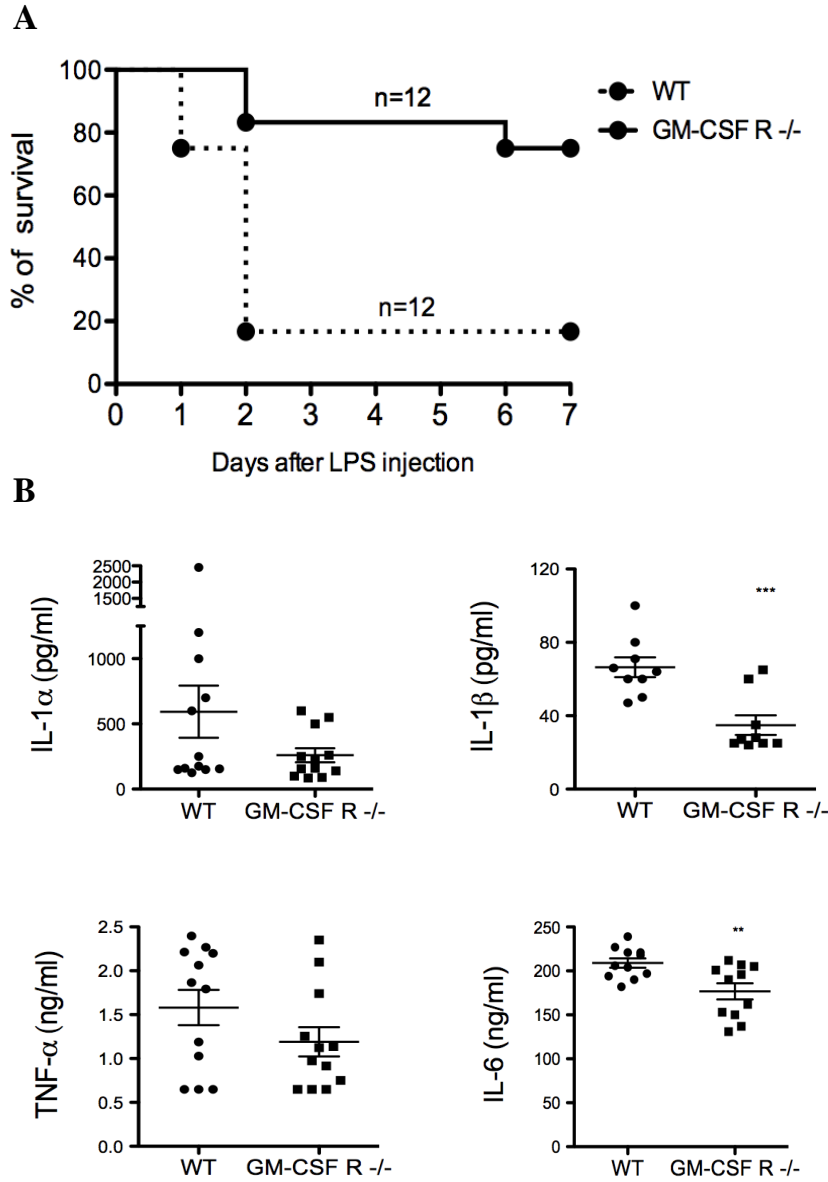 A
100
80
60
40
20
0
% of survival
n=12
n=12
0 1 2 3 4 5 6 7
Days after LPS injection
WT
GM-CSF R -/-
B
IL-1α (pg/ml)
2500
2000
1500
1000
500
0
WT GM-CSF R -/-
IL-1β (pg/ml)
120
80
40
0
***
WT GM-CSF R -/-
TNF-α (ng/ml)
2.5
2.0
1.5
1.0
0.5
0.0
WT GM-CSF R -/-
IL-6 (ng/ml)
250
200
150
100
50
0
**
WT GM-CSF R -/-